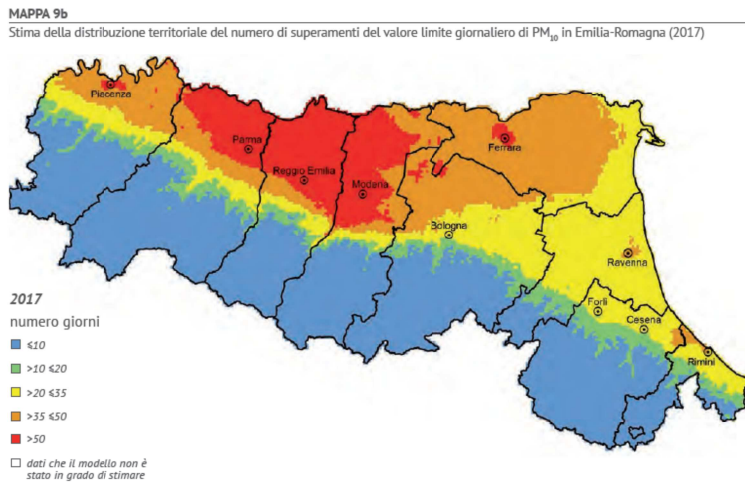 MAPPA 9b
Stima della distribuzione territoriale del numero di superamenti del valore limite giornaliero di PM10 in Emilia-Romagna (2017)
Piacenza
Parma
Reggio Emilia
Modena
Ferrara
Bologna
Ravenna
Forlì
Cesena
Rimini
2017
numero giorni
≤10
>10 ≤20
>20 ≤35
>35 ≤50
>50
dati che il modello non è
stato in grado di stimare